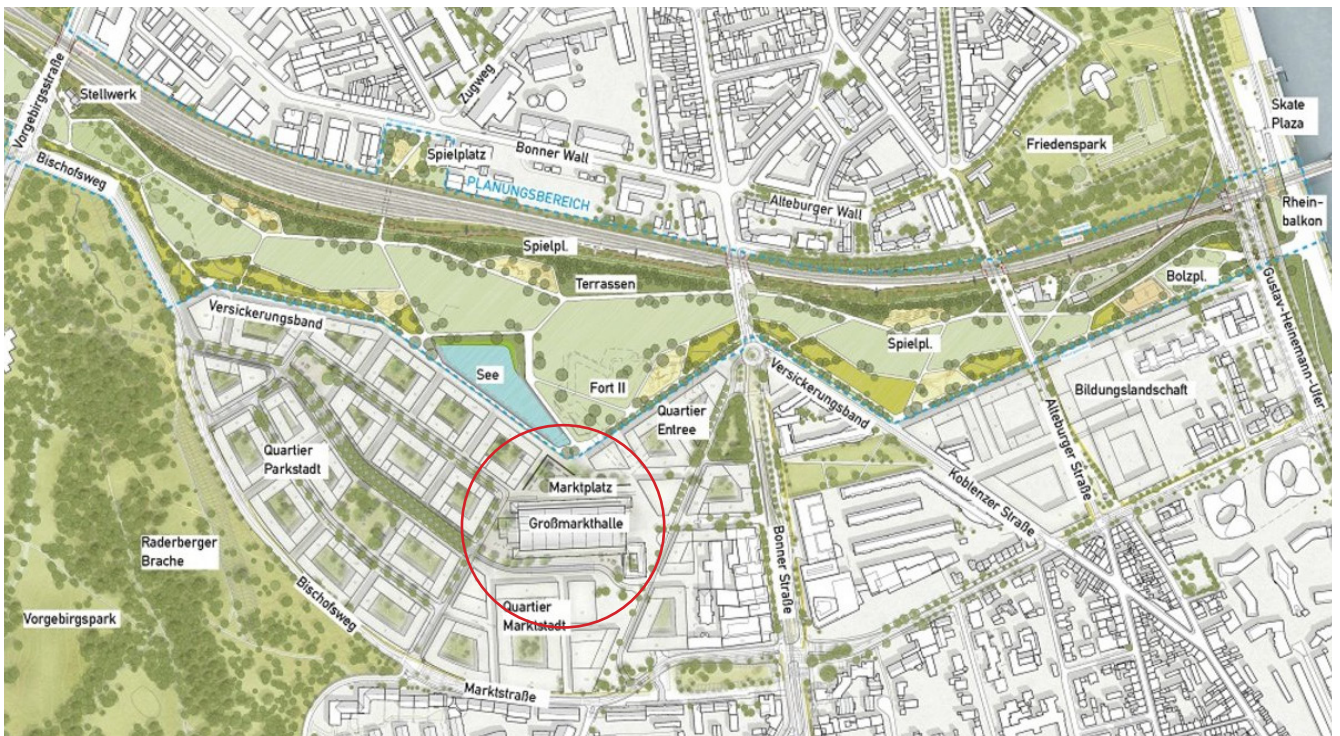 Vorgebirgsstraße
Stellwerk
Zugweg
Bischofsweg
Spielplatz
Bonner Wall
PLANUNGSBEREICH
Alteburger Wall
Friedenspark
Skate
Plaza
Rhein-
balkon
Spielpl.
Terrassen
Bolzpl.
Gustav-Heinemann-Ufer
Versickerungsband
See
Fort II
Spielpl.
Versickerungsband
Bildungslandschaft
Quartier
Entree
Alteburger Straße
Quartier
Parkstadt
Marktplatz
Großmarkthalle
Koblenzer Straße
Bonner Straße
Raderberger
Brache
Bischofsweg
Vorgebirgspark
Quartier
Marktstadt
Marktstraße